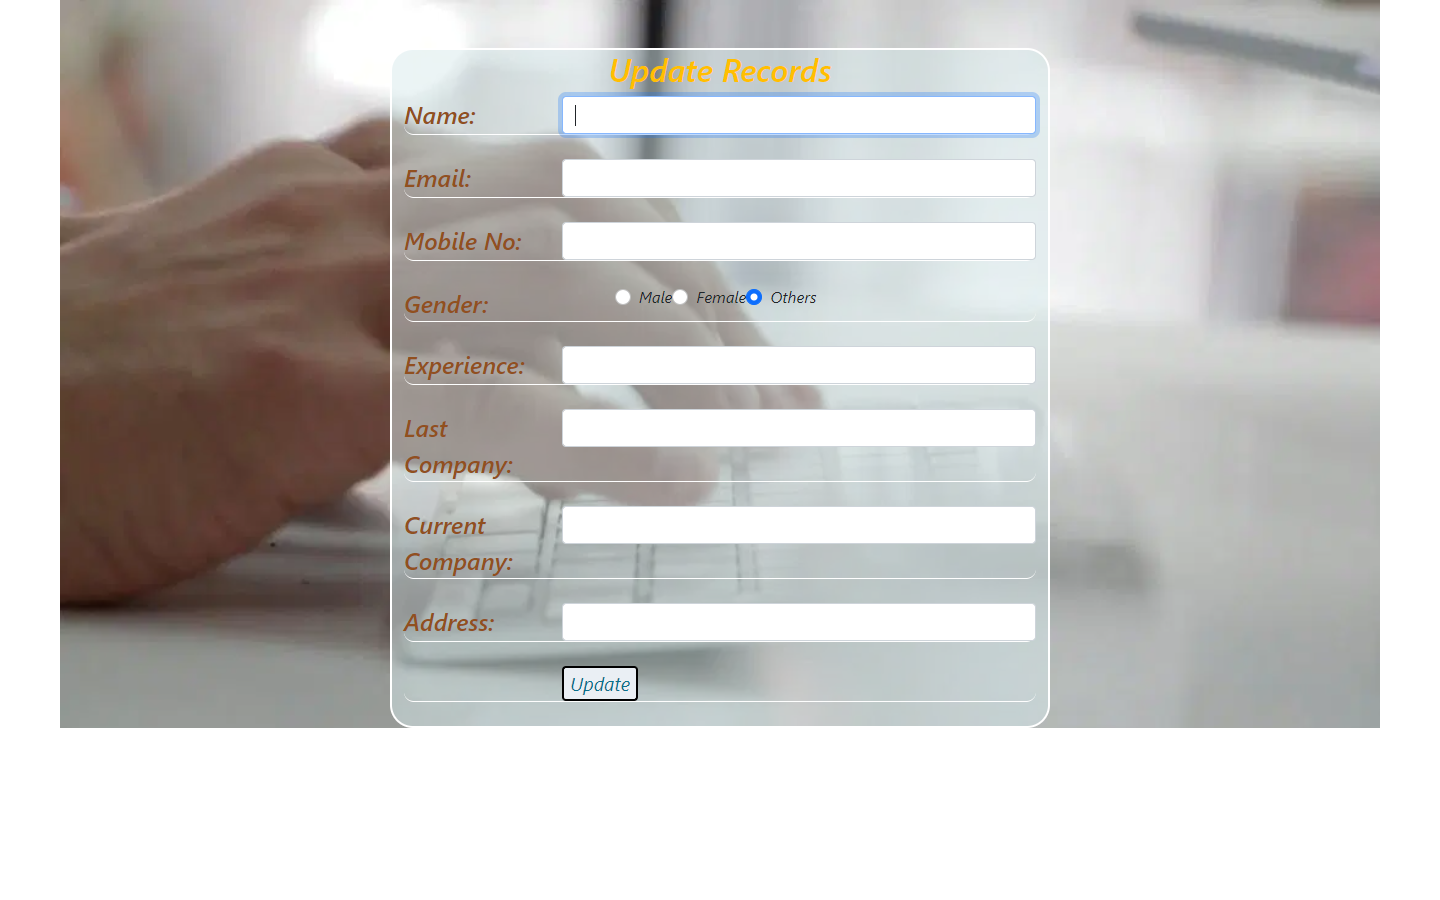 Update Records
Name:
Email:
Mobile No:
Gender: Male Female Others
Experience:
Last
Company:
Current
Company:
Address:
Update